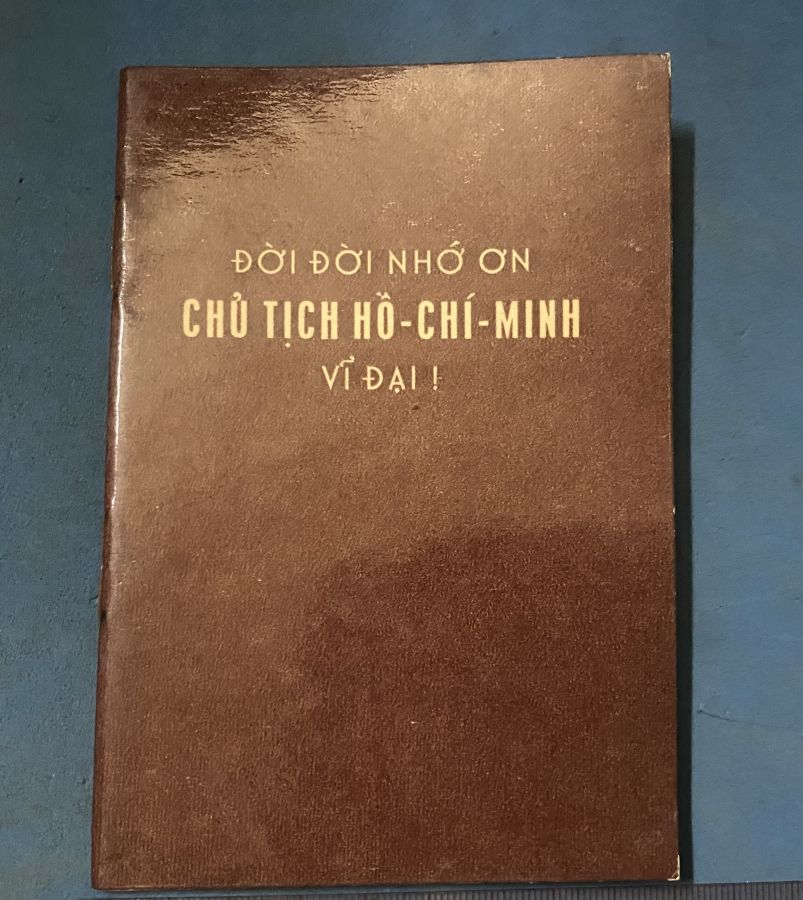 ĐỜI ĐỜI NHỚ ƠN
CHỦ TỊCH HỒ-CHÍ-MINH
VĨ ĐẠI !